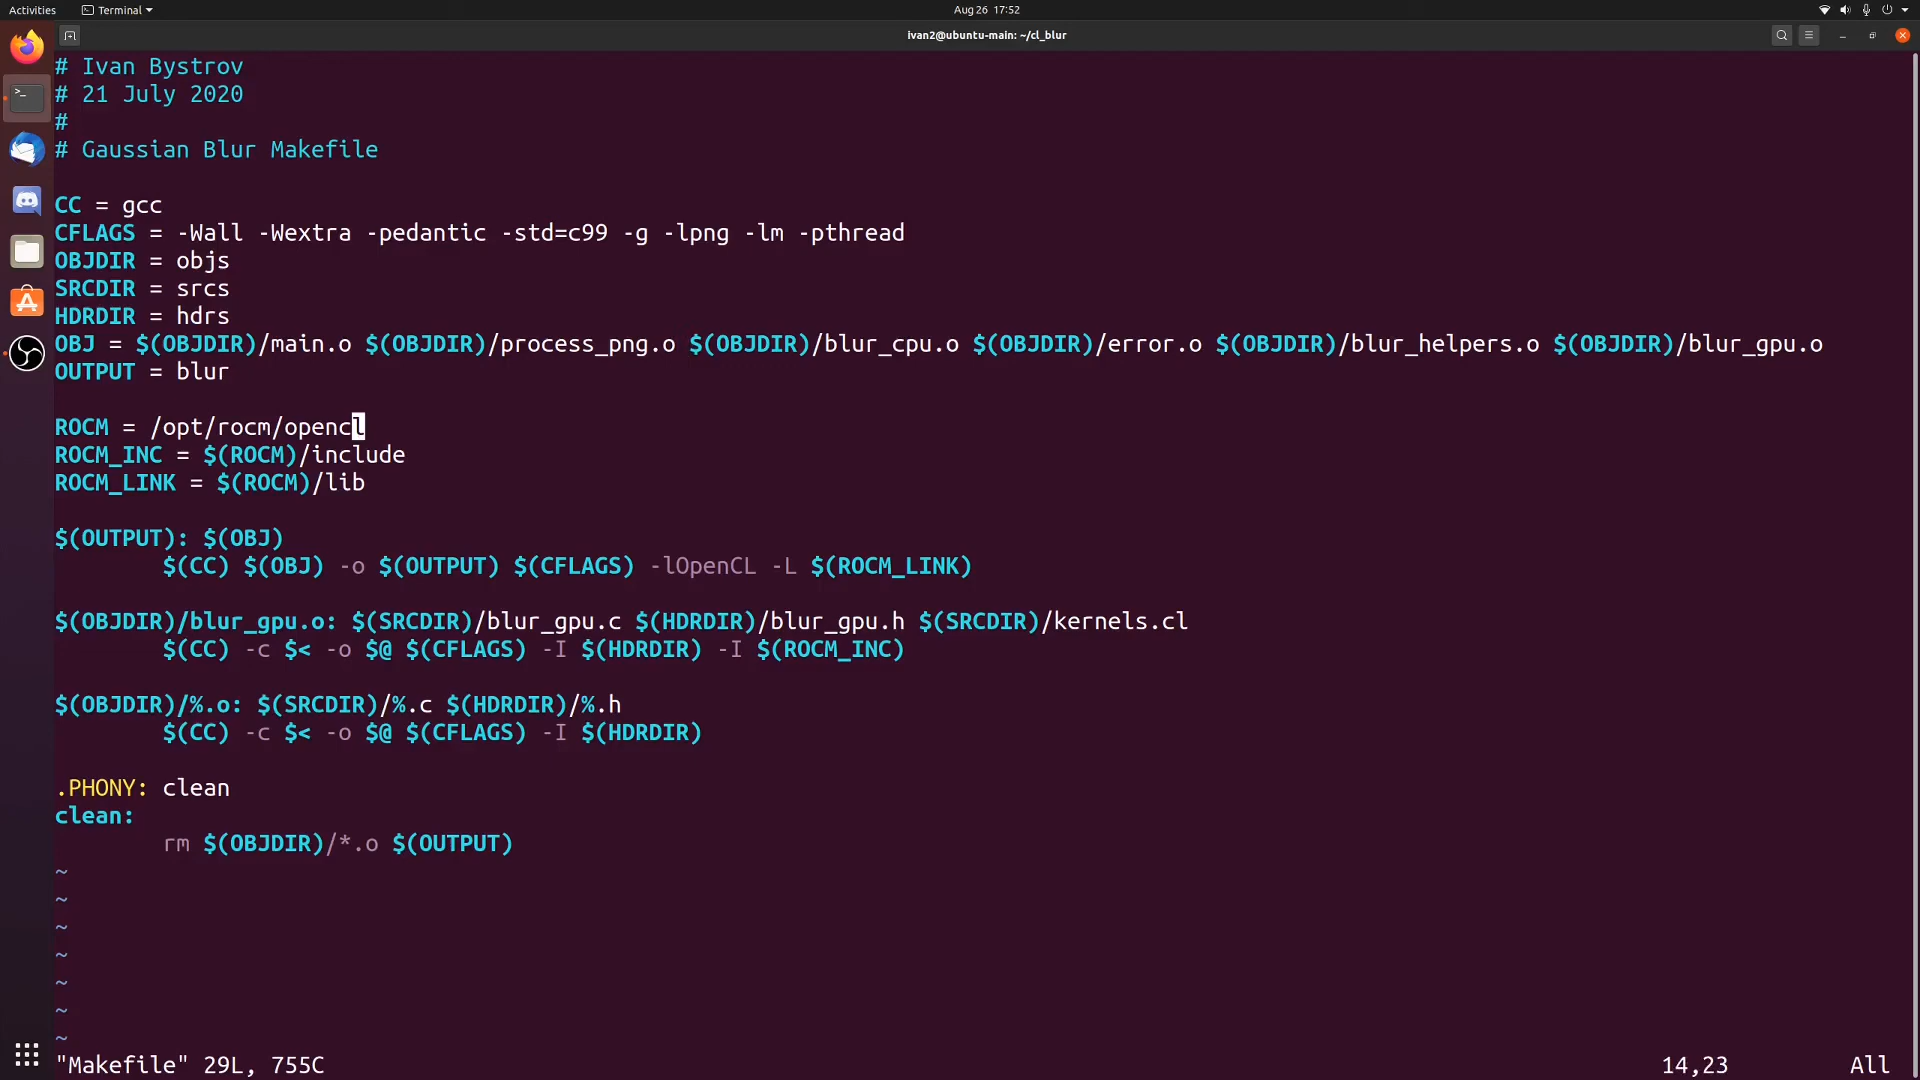 Activities Terminal Aug 26 17:52
ivan2@ubuntu-main: ~/cl_blur
# Ivan Bystrov
# 21 July 2020
#
# Gaussian Blur Makefile
CC = gcc
CFLAGS = -Wall -Wextra -pedantic -std=c99 -g -lpng -lm -pthread
OBJDIR = objs
SRCDIR = srcs
HDRDIR = hdrs
OBJ = $(OBJDIR)/main.o $(OBJDIR)/process_png.o $(OBJDIR)/blur_cpu.o $(OBJDIR)/error.o $(OBJDIR)/blur_helpers.o $(OBJDIR)/blur_gpu.o
OUTPUT = blur
ROCM = /opt/rocm/opencl
ROCM_INC = $(ROCM)/include
ROCM_LINK = $(ROCM)/lib
$(OUTPUT): $(OBJ)
$(CC) $(OBJ) -o $(OUTPUT) $(CFLAGS) -lOpenCL -L $(ROCM_LINK)
$(OBJDIR)/blur_gpu.o: $(SRCDIR)/blur_gpu.c $(HDRDIR)/blur_gpu.h $(SRCDIR)/kernels.cl
$(CC) -c $< -o $@ $(CFLAGS) -I $(HDRDIR) -I $(ROCM_INC)
$(OBJDIR)/%.o: $(SRCDIR)/%.c $(HDRDIR)/%.h
$(CC) -c $< -o $@ $(CFLAGS) -I $(HDRDIR)
.PHONY: clean
clean:
rm $(OBJDIR)/*.o $(OUTPUT)
~
~
~
~
~
~
~
"Makefile" 29L, 755C 14,23 All